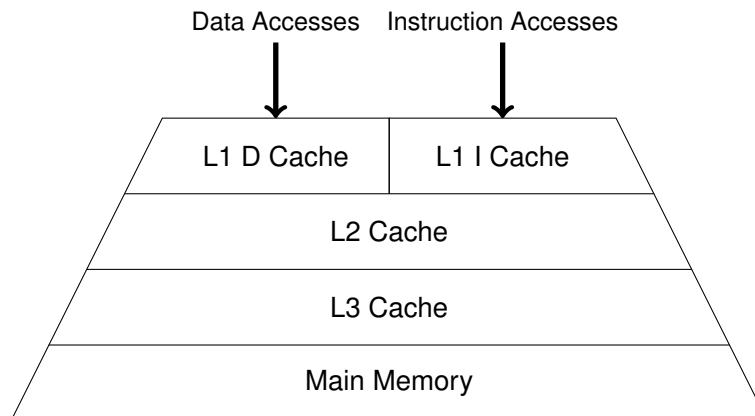 Data Accesses Instruction Accesses
L1 D Cache L1 I Cache
L2 Cache
L3 Cache
Main Memory